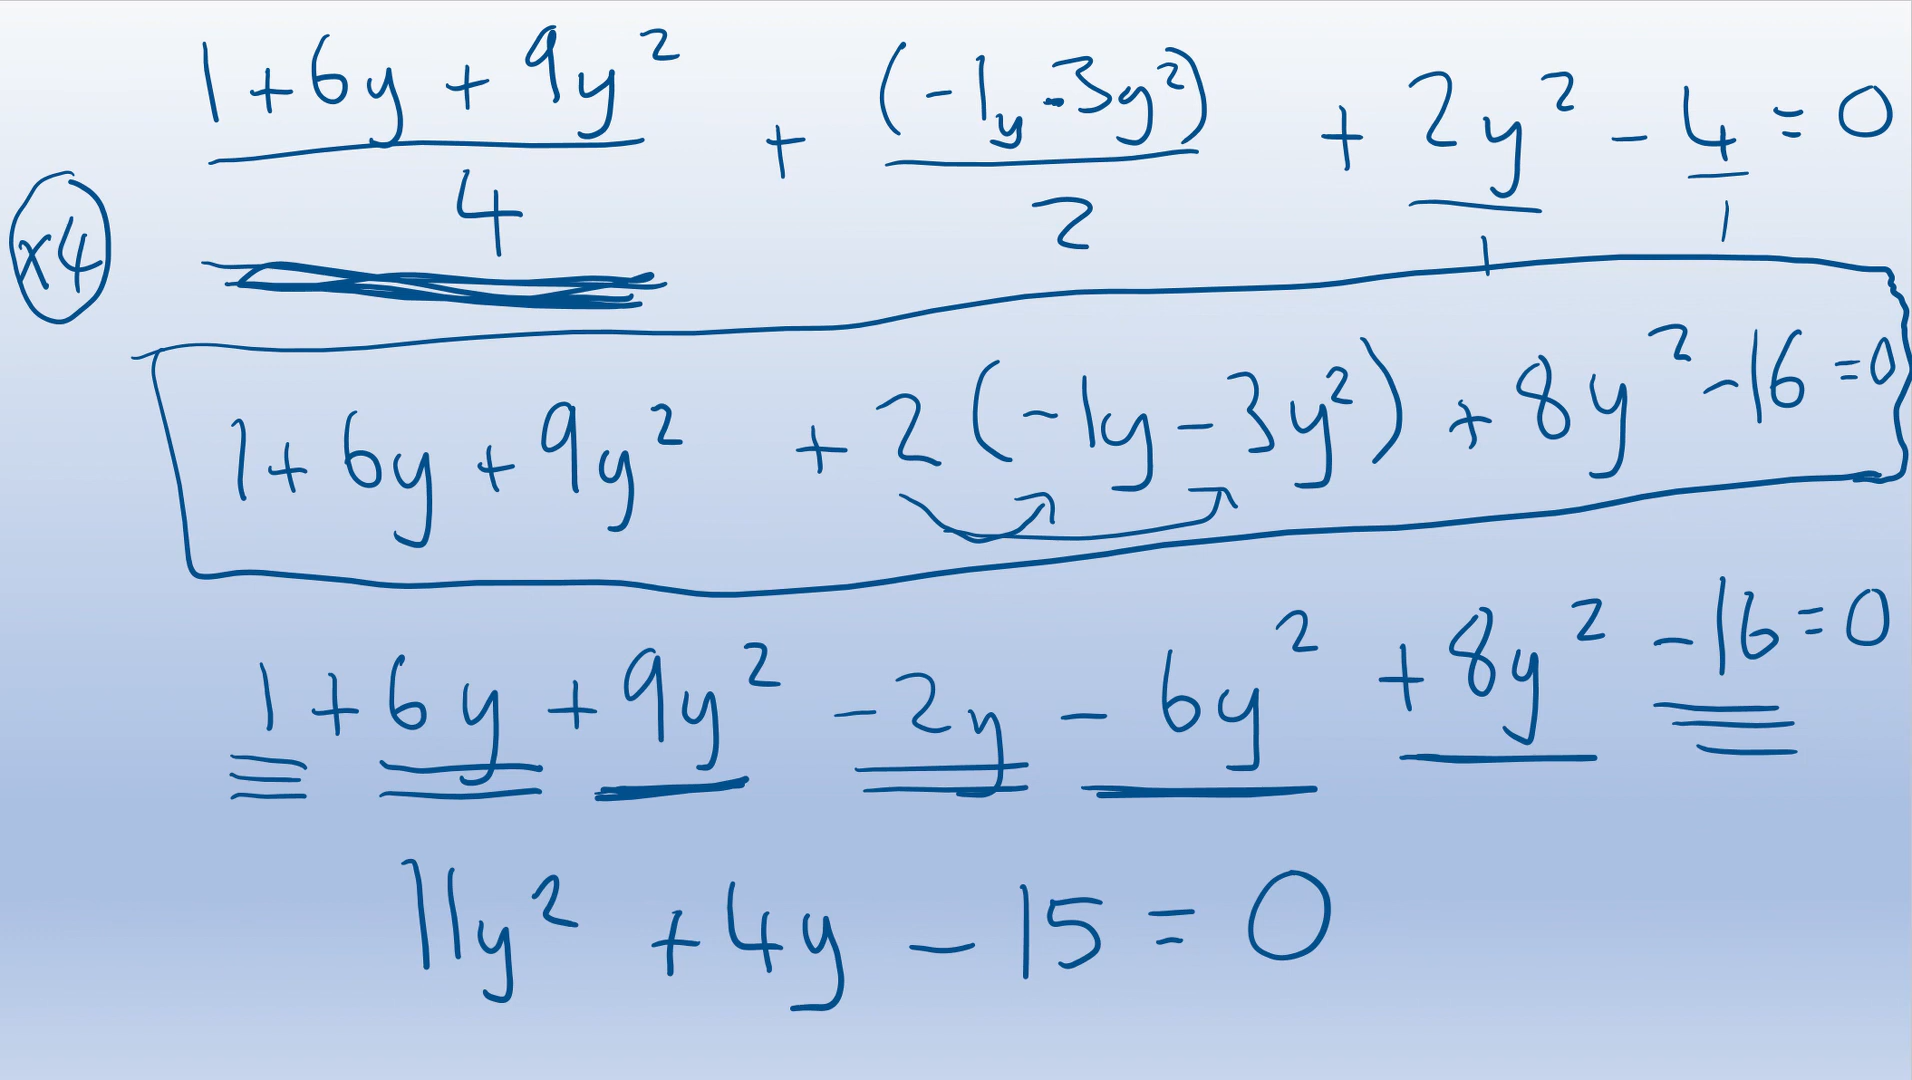 (1+6y+9y²)/4 + (-1y-3y²)/2 + 2y²/1 - 4/1 = 0
×4
1+6y+9y² + 2(-1y-3y²) + 8y² - 16 = 0
1+6y+9y² - 2y - 6y² + 8y² - 16 = 0
11y² + 4y - 15 = 0